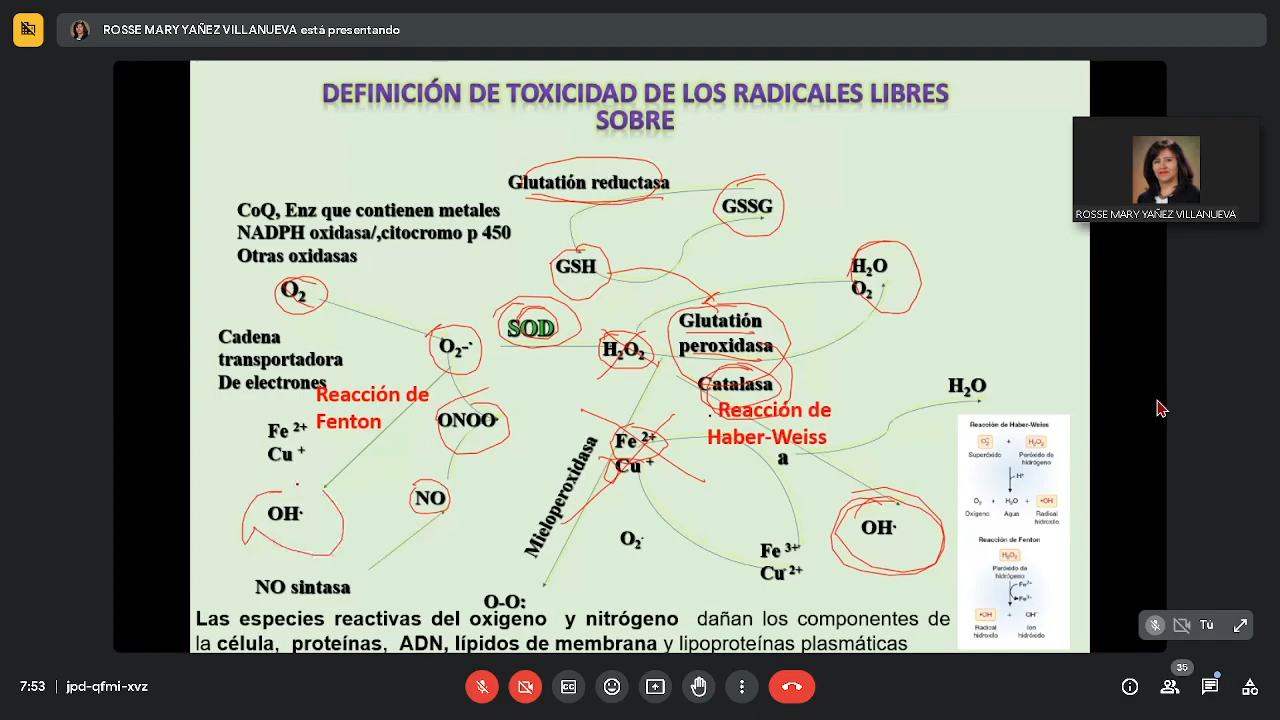 ROSSE MARY YAÑEZ VILLANUEVA está presentando
DEFINICIÓN DE TOXICIDAD DE LOS RADICALES LIBRES
SOBRE
Glutatión reductasa
GSSG
CoQ, Enz que contienen metales
NADPH oxidasa/,citocromo p 450
Otras oxidasas
GSH
H2O
O2
O2
SOD
Glutatión
peroxidasa
O2-·
H2O2
Cadena
transportadora
De electrones
Catalasa
H2O
Reacción de
Fenton
ONOO·
Reacción de
Haber-Weiss
a
Fe 2+
Cu +
Fe 2+
Cu +
Mieloperoxidasa
NO
OH·
OH·
O2·
Fe 3+
Cu 2+
NO sintasa
O-O:
Las especies reactivas del oxigeno y nitrógeno dañan los componentes de
la célula, proteínas, ADN, lípidos de membrana y lipoproteínas plasmáticas
Reacción de Haber-Weiss
O2 + H2O2
Superóxido Peróxido de
hidrógeno
H+
O2 + H2O + •OH
Oxígeno Agua Radical
hidroxilo
Reacción de Fenton
H2O2
Peróxido de
hidrógeno
Fe2+
Fe3+
•OH + OH-
Radical Ion
hidroxilo hidróxido
ROSSE MARY YAÑEZ VILLANUEVA
Tú
7:53 jpd-qfmi-xvz
35